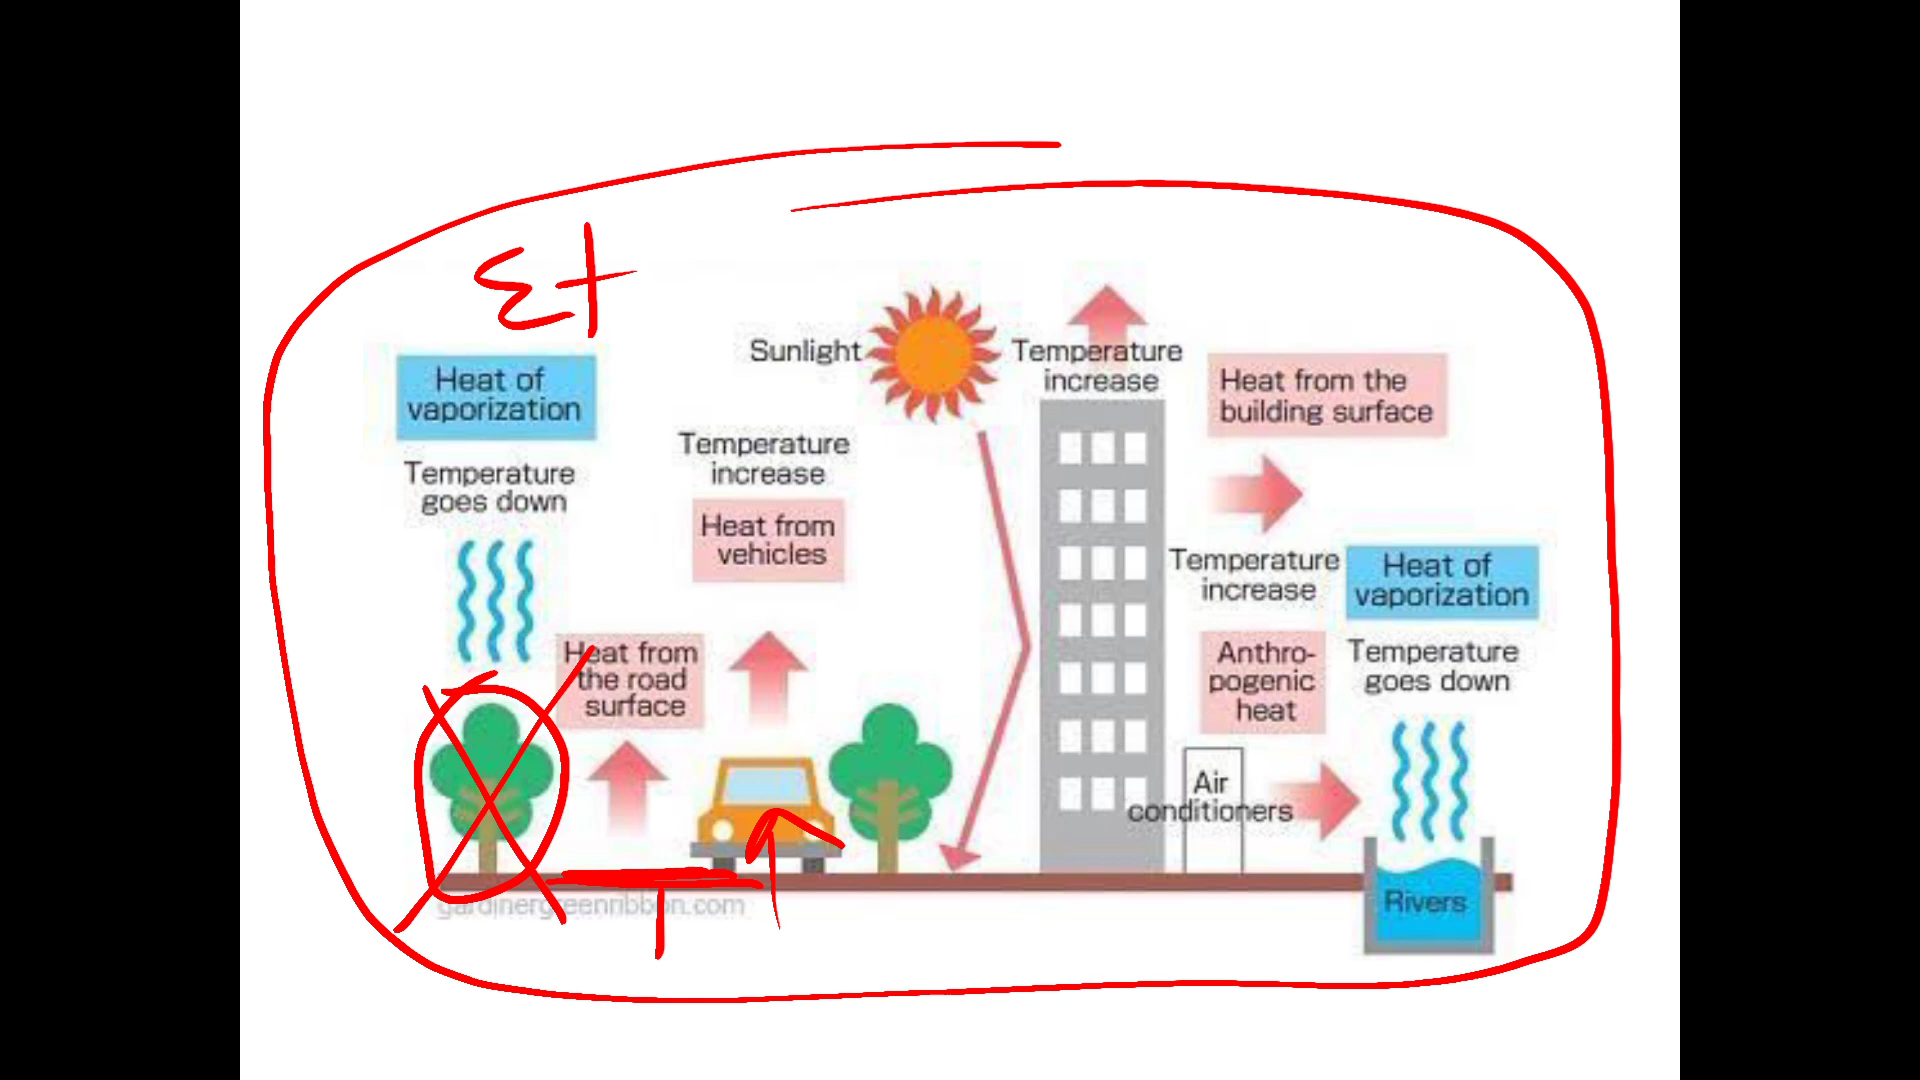 Et
Sunlight
Temperature
increase
Heat of
vaporization
Heat from the
building surface
Temperature
goes down
Temperature
increase
Heat from
vehicles
Temperature
increase
Heat of
vaporization
Heat from
the road
surface
Anthro-
pogenic
heat
Temperature
goes down
Air
conditioners
Rivers
gardinergreenribbon.com